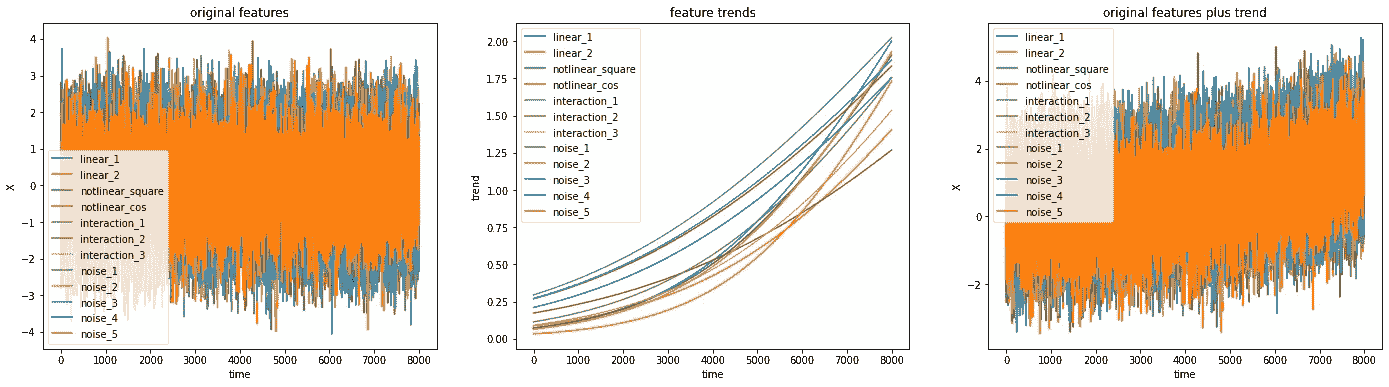 original features
4
3
2
1
0
−1
−2
−3
−4
X
linear_1
linear_2
notlinear_square
notlinear_cos
interaction_1
interaction_2
interaction_3
noise_1
noise_2
noise_3
noise_4
noise_5
0 1000 2000 3000 4000 5000 6000 7000 8000
time
feature trends
2.00
1.75
1.50
1.25
1.00
0.75
0.50
0.25
0.00
trend
linear_1
linear_2
notlinear_square
notlinear_cos
interaction_1
interaction_2
interaction_3
noise_1
noise_2
noise_3
noise_4
noise_5
0 1000 2000 3000 4000 5000 6000 7000 8000
time
original features plus trend
4
2
0
−2
X
linear_1
linear_2
notlinear_square
notlinear_cos
interaction_1
interaction_2
interaction_3
noise_1
noise_2
noise_3
noise_4
noise_5
0 1000 2000 3000 4000 5000 6000 7000 8000
time